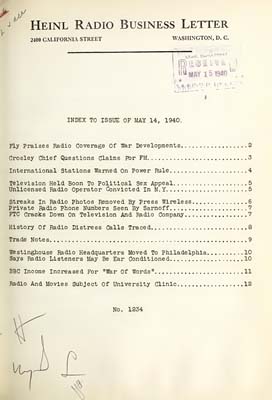 HEINL RADIO BUSINESS LETTER
2400 CALIFORNIA STREET WASHINGTON, D. C.
RECEIVED
MAY 15 1940
INDEX TO ISSUE OF MAY 14, 1940.
Fly Praises Radio Coverage Of War Developments....................2
Crosley Chief Questions Claims For FM.............................3
International Stations Warned On Power Rule.......................4
Television Held Boon To Political Sex Appeal......................5
Unlicensed Radio Operator Convicted In N.Y........................5
Streaks In Radio Photos Removed By Press Wireless.................6
Private Radio Phone Numbers Seen By Sarnoff.......................7
FTC Cracks Down On Television And Radio Company...................7
History Of Radio Distress Calls Traced............................8
Trade Notes.......................................................9
Westinghouse Radio Headquarters Moved To Philadelphia............10
Says Radio Listeners May Be Ear Conditioned......................10
BBC Income Increased For "War Of Words"..........................11
Radio And Movies Subject Of University Clinic....................12
No. 1234